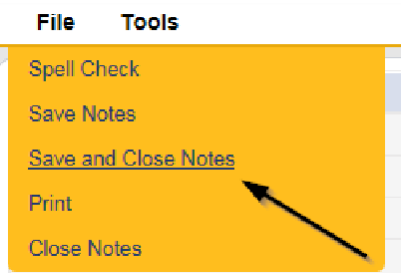 File Tools
Spell Check
Save Notes
Save and Close Notes
Print
Close Notes